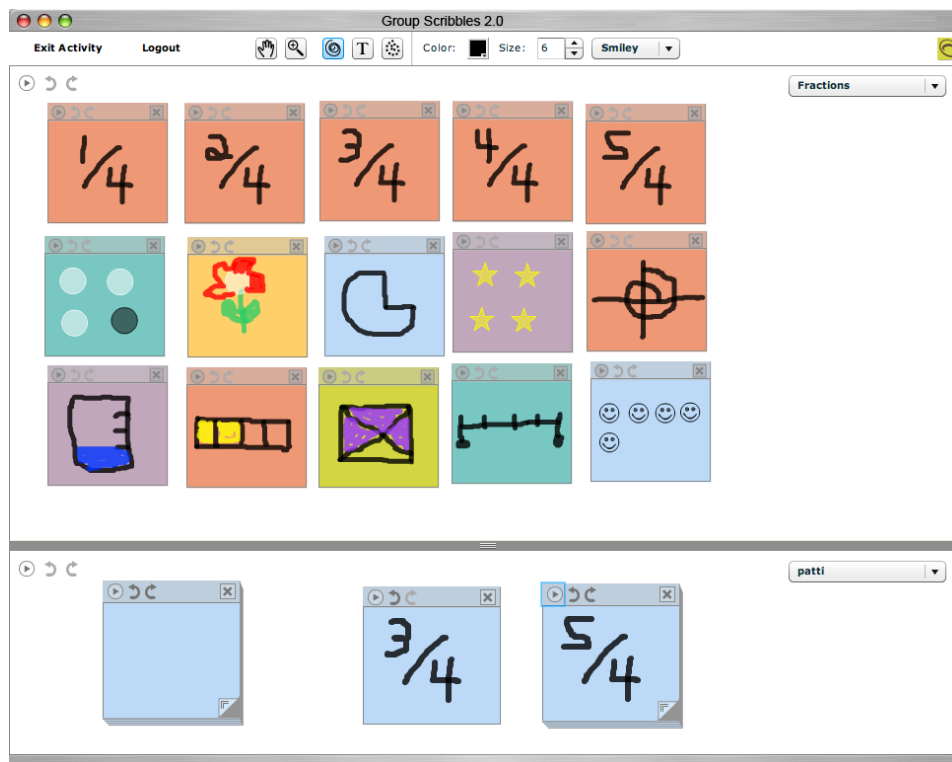 Group Scribbles 2.0
Exit Activity Logout T Color: Size: 6 Smiley
Fractions
1/4 2/4 3/4 4/4 5/4
patti
3/4 5/4